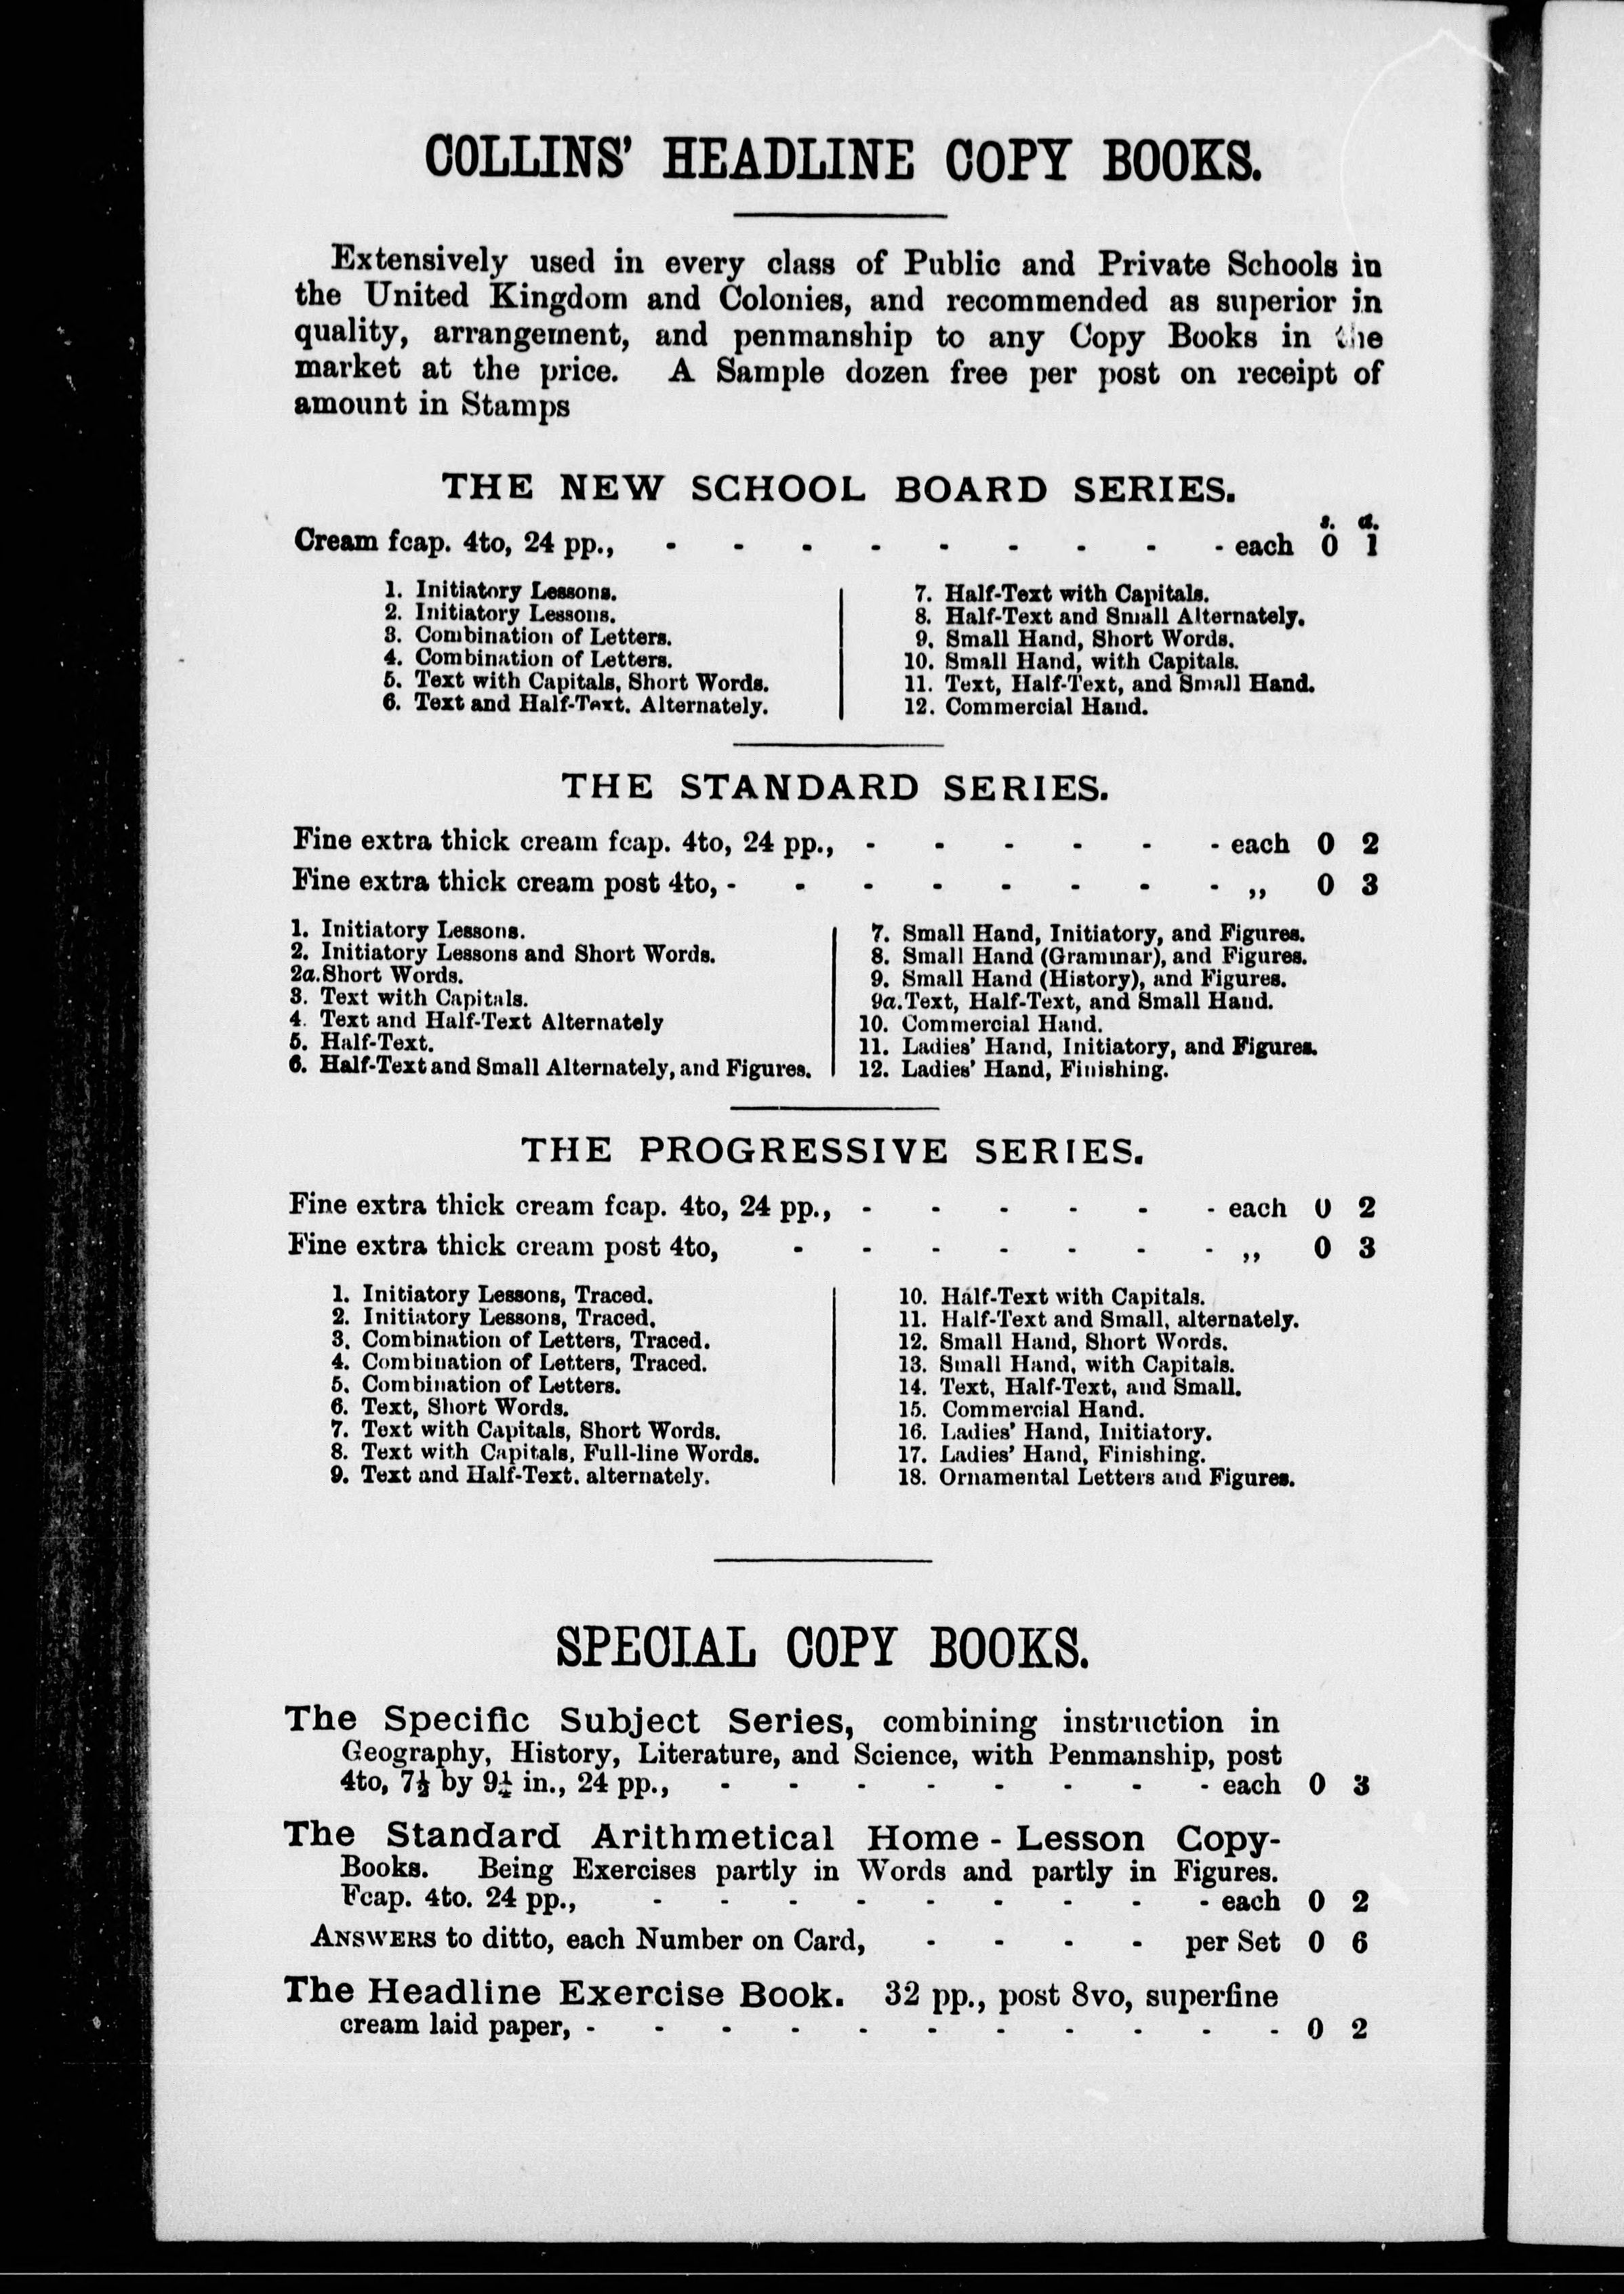 COLLINS' HEADLINE COPY BOOKS.
Extensively used in every class of Public and Private Schools in
the United Kingdom and Colonies, and recommended as superior in
quality, arrangement, and penmanship to any Copy Books in the
market at the price. A Sample dozen free per post on receipt of
amount in Stamps
THE NEW SCHOOL BOARD SERIES.
s. d.
Cream fcap. 4to, 24 pp., - - - - - - - - - each 0 1
1. Initiatory Lessons.
2. Initiatory Lessons.
3. Combination of Letters.
4. Combination of Letters.
5. Text with Capitals, Short Words.
6. Text and Half-Text. Alternately.
7. Half-Text with Capitals.
8. Half-Text and Small Alternately.
9. Small Hand, Short Words.
10. Small Hand, with Capitals.
11. Text, Half-Text, and Small Hand.
12. Commercial Hand.
THE STANDARD SERIES.
Fine extra thick cream fcap. 4to, 24 pp., - - - - - - each 0 2
Fine extra thick cream post 4to, - - - - - - - - ,, 0 3
1. Initiatory Lessons.
2. Initiatory Lessons and Short Words.
2a. Short Words.
3. Text with Capitals.
4. Text and Half-Text Alternately
5. Half-Text.
6. Half-Text and Small Alternately, and Figures.
7. Small Hand, Initiatory, and Figures.
8. Small Hand (Grammar), and Figures.
9. Small Hand (History), and Figures.
9a. Text, Half-Text, and Small Hand.
10. Commercial Hand.
11. Ladies' Hand, Initiatory, and Figures.
12. Ladies' Hand, Finishing.
THE PROGRESSIVE SERIES.
Fine extra thick cream fcap. 4to, 24 pp., - - - - - - each 0 2
Fine extra thick cream post 4to, - - - - - - - ,, 0 3
1. Initiatory Lessons, Traced.
2. Initiatory Lessons, Traced.
3. Combination of Letters, Traced.
4. Combination of Letters, Traced.
5. Combination of Letters.
6. Text, Short Words.
7. Text with Capitals, Short Words.
8. Text with Capitals, Full-line Words.
9. Text and Half-Text. alternately.
10. Half-Text with Capitals.
11. Half-Text and Small, alternately.
12. Small Hand, Short Words.
13. Small Hand, with Capitals.
14. Text, Half-Text, and Small.
15. Commercial Hand.
16. Ladies' Hand, Initiatory.
17. Ladies' Hand, Finishing.
18. Ornamental Letters and Figures.
SPECIAL COPY BOOKS.
The Specific Subject Series, combining instruction in
Geography, History, Literature, and Science, with Penmanship, post
4to, 7½ by 9¼ in., 24 pp., - - - - - - - - each 0 3
The Standard Arithmetical Home-Lesson Copy-
Books. Being Exercises partly in Words and partly in Figures.
Fcap. 4to. 24 pp., - - - - - - - - - each 0 2
ANSWERS to ditto, each Number on Card, - - - - per Set 0 6
The Headline Exercise Book. 32 pp., post 8vo, superfine
cream laid paper, - - - - - - - - - - - 0 2